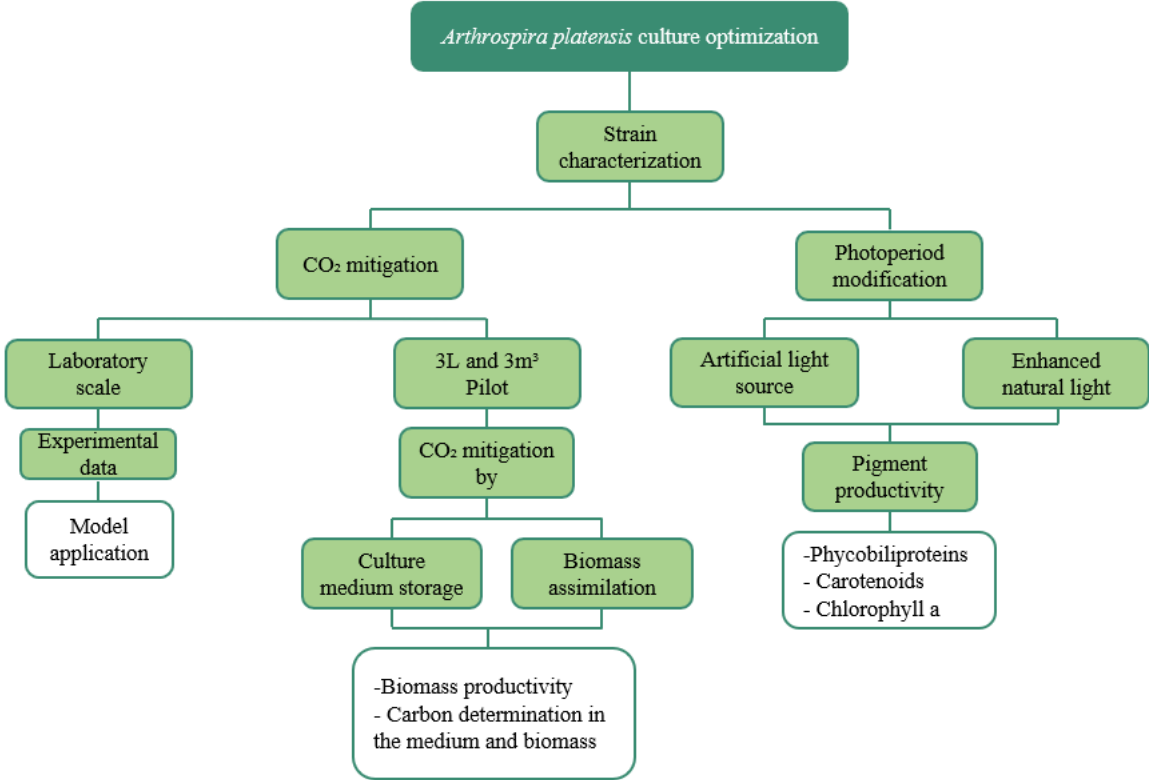 Arthrospira platensis culture optimization
Strain
characterization
CO₂ mitigation
Photoperiod
modification
Laboratory
scale
3L and 3m³
Pilot
Artificial light
source
Enhanced
natural light
Experimental
data
CO₂ mitigation
by
Pigment
productivity
Model
application
Culture
medium storage
Biomass
assimilation
-Phycobiliproteins
- Carotenoids
- Chlorophyll a
-Biomass productivity
- Carbon determination in
the medium and biomass